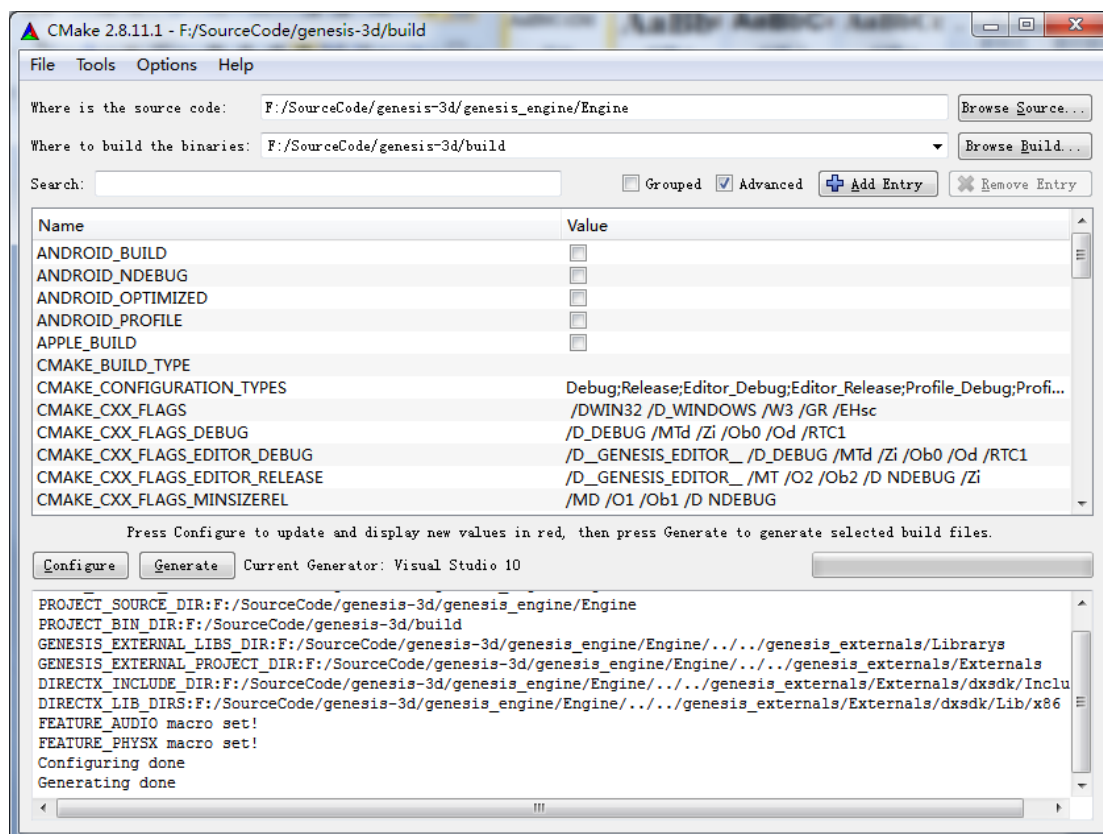 CMake 2.8.11.1 - F:/SourceCode/genesis-3d/build
File Tools Options Help
Where is the source code: F:/SourceCode/genesis-3d/genesis_engine/Engine Browse Source...
Where to build the binaries: F:/SourceCode/genesis-3d/build Browse Build...
Search: Grouped Advanced Add Entry Remove Entry
Name Value
ANDROID_BUILD
ANDROID_NDEBUG
ANDROID_OPTIMIZED
ANDROID_PROFILE
APPLE_BUILD
CMAKE_BUILD_TYPE
CMAKE_CONFIGURATION_TYPES Debug;Release;Editor_Debug;Editor_Release;Profile_Debug;Profi...
CMAKE_CXX_FLAGS /DWIN32 /D_WINDOWS /W3 /GR /EHsc
CMAKE_CXX_FLAGS_DEBUG /D_DEBUG /MTd /Zi /Ob0 /Od /RTC1
CMAKE_CXX_FLAGS_EDITOR_DEBUG /D__GENESIS_EDITOR__ /D_DEBUG /MTd /Zi /Ob0 /Od /RTC1
CMAKE_CXX_FLAGS_EDITOR_RELEASE /D__GENESIS_EDITOR__ /MT /O2 /Ob2 /D NDEBUG /Zi
CMAKE_CXX_FLAGS_MINSIZEREL /MD /O1 /Ob1 /D NDEBUG
Press Configure to update and display new values in red, then press Generate to generate selected build files.
Configure Generate Current Generator: Visual Studio 10
PROJECT_SOURCE_DIR:F:/SourceCode/genesis-3d/genesis_engine/Engine
PROJECT_BIN_DIR:F:/SourceCode/genesis-3d/build
GENESIS_EXTERNAL_LIBS_DIR:F:/SourceCode/genesis-3d/genesis_engine/Engine/../../genesis_externals/Librarys
GENESIS_EXTERNAL_PROJECT_DIR:F:/SourceCode/genesis-3d/genesis_engine/Engine/../../genesis_externals/Externals
DIRECTX_INCLUDE_DIR:F:/SourceCode/genesis-3d/genesis_engine/Engine/../../genesis_externals/Externals/dxsdk/Inclu
DIRECTX_LIB_DIRS:F:/SourceCode/genesis-3d/genesis_engine/Engine/../../genesis_externals/Externals/dxsdk/Lib/x86
FEATURE_AUDIO macro set!
FEATURE_PHYSX macro set!
Configuring done
Generating done